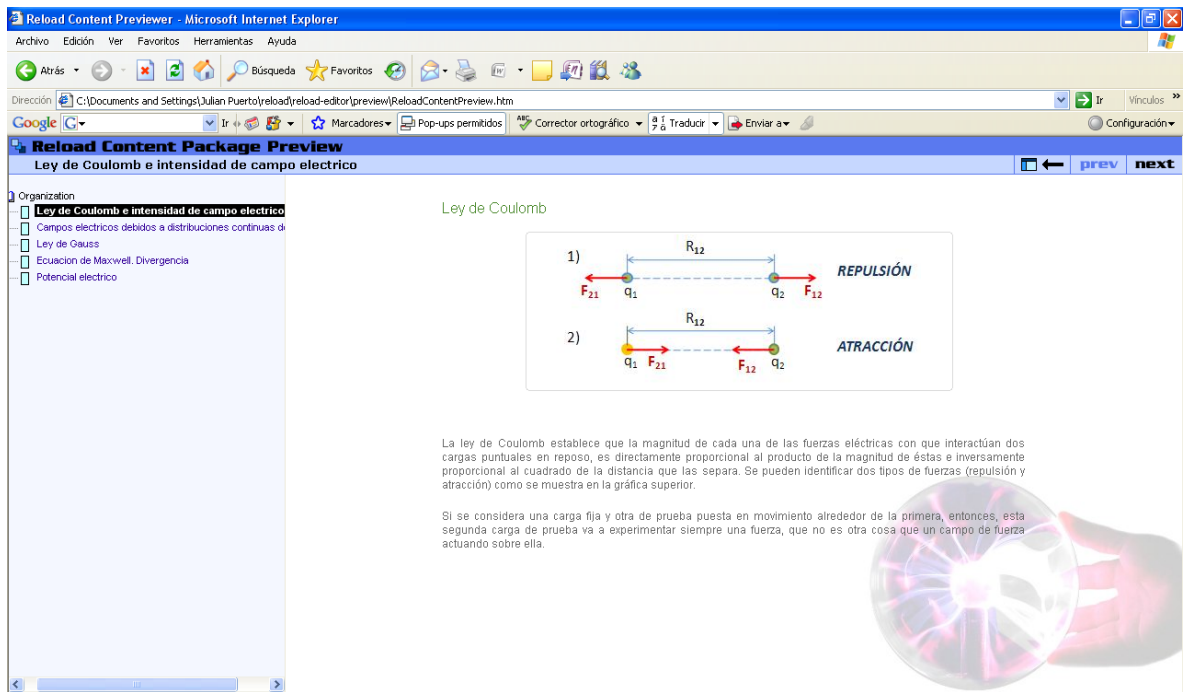 Reload Content Previewer - Microsoft Internet Explorer
Archivo Edición Ver Favoritos Herramientas Ayuda
Atrás Búsqueda Favoritos
Dirección C:\Documents and Settings\Julian Puerto\reload\reload-editor\preview\ReloadContentPreview.htm Ir Vínculos »
Google G Ir Marcadores Pop-ups permitidos ABC Corrector ortográfico Traducir Enviar a Configuración
Reload Content Package Preview
Ley de Coulomb e intensidad de campo electrico prev next
Organization
Ley de Coulomb e intensidad de campo electrico
Campos electricos debidos a distribuciones continuas d
Ley de Gauss
Ecuacion de Maxwell. Divergencia
Potencial electrico
Ley de Coulomb
1) R12
REPULSIÓN
F21 q1 q2 F12
2) R12
ATRACCIÓN
q1 F21 F12 q2
La ley de Coulomb establece que la magnitud de cada una de las fuerzas eléctricas con que interactúan dos
cargas puntuales en reposo, es directamente proporcional al producto de la magnitud de éstas e inversamente
proporcional al cuadrado de la distancia que las separa. Se pueden identificar dos tipos de fuerzas (repulsión y
atracción) como se muestra en la gráfica superior.
Si se considera una carga fija y otra de prueba puesta en movimiento alrededor de la primera, entonces, esta
segunda carga de prueba va a experimentar siempre una fuerza, que no es otra cosa que un campo de fuerza
actuando sobre ella.